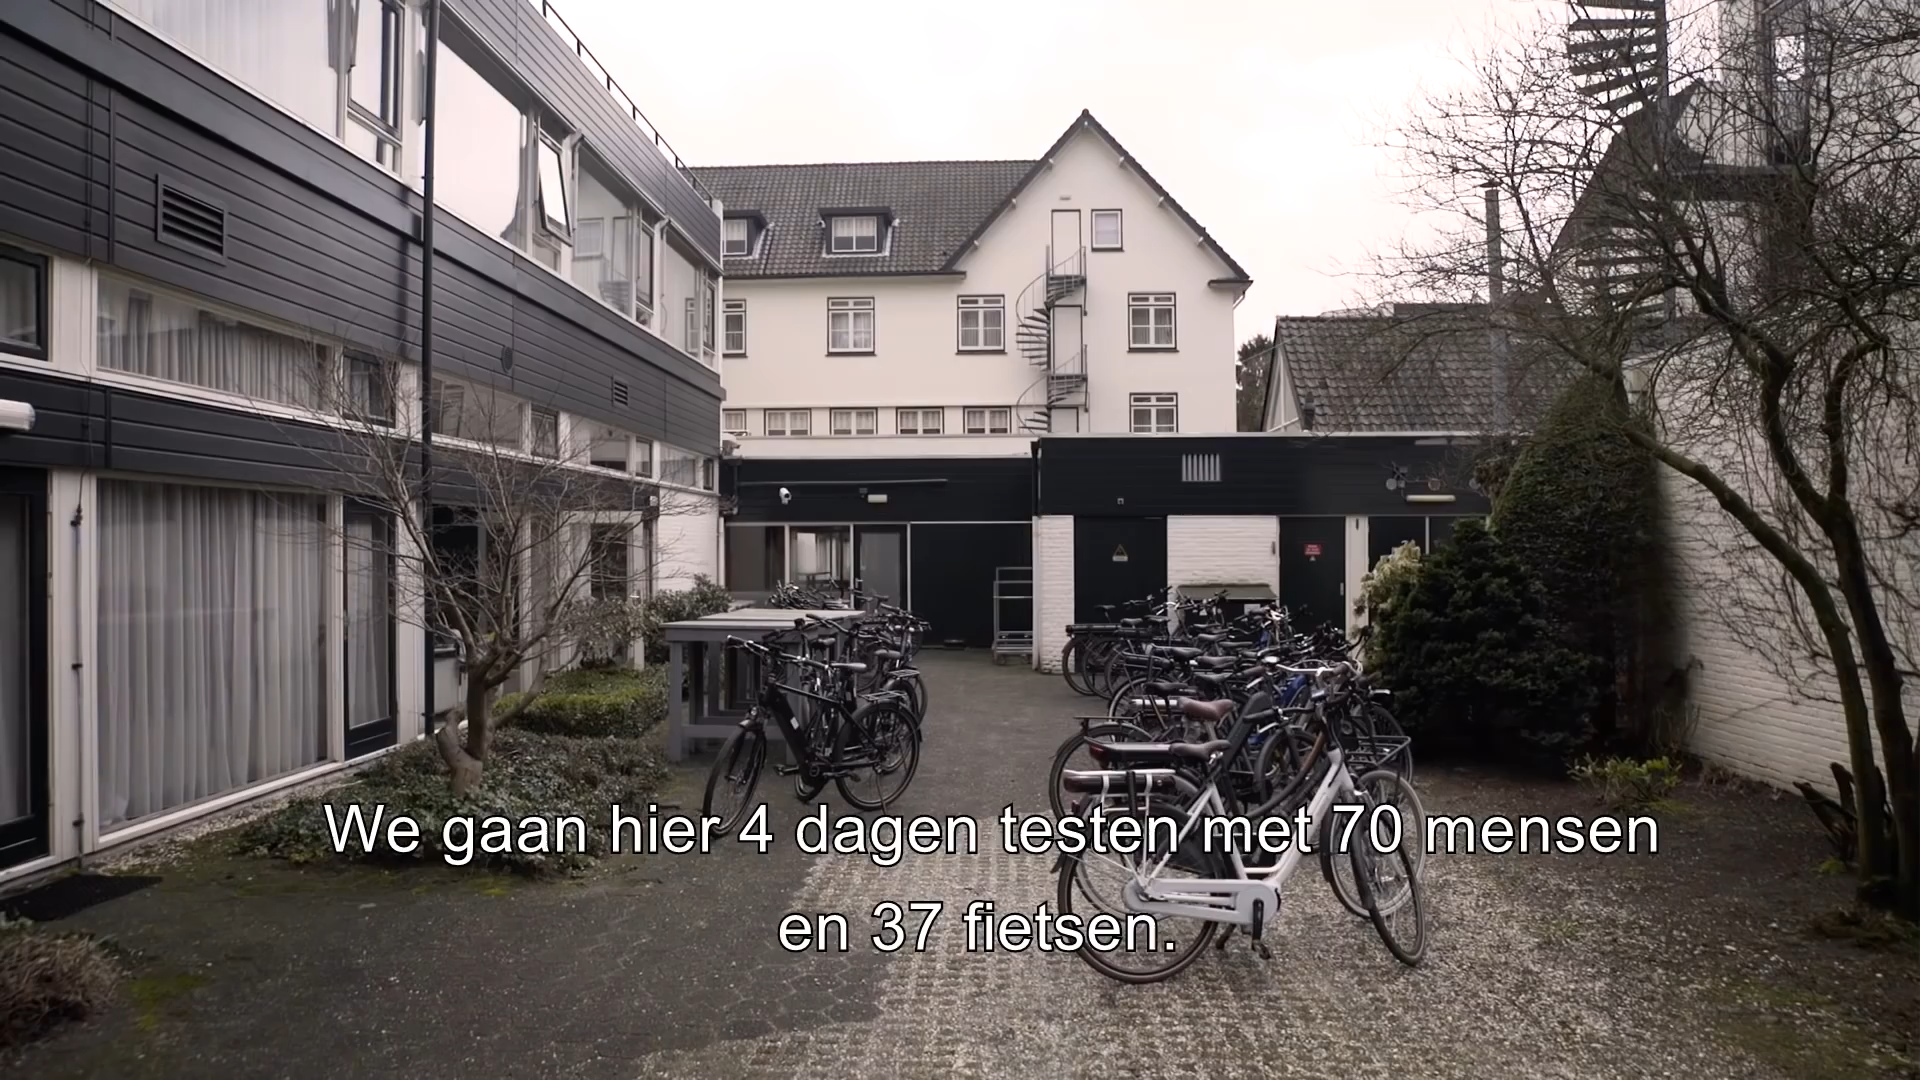 We gaan hier 4 dagen testen met 70 mensen
en 37 fietsen.